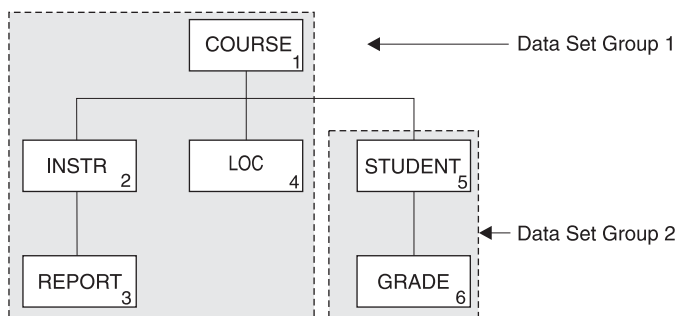 COURSE
1
Data Set Group 1
INSTR
2
LOC
4
STUDENT
5
Data Set Group 2
REPORT
3
GRADE
6